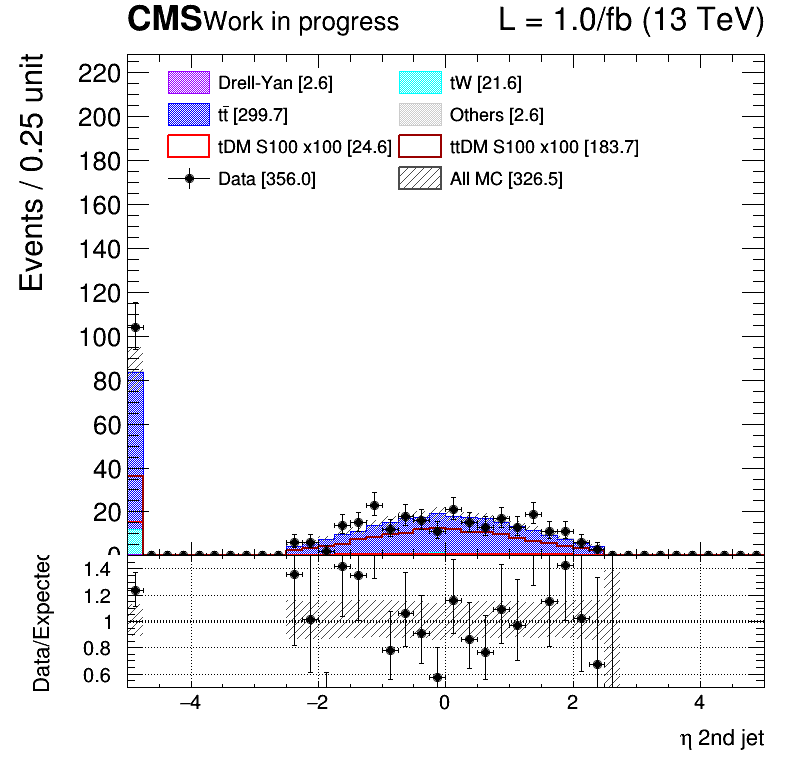 CMS Work in progress L = 1.0/fb (13 TeV)
Events / 0.25 unit
220
200
180
160
140
120
100
80
60
40
20
0
Drell-Yan [2.6] tW [21.6]
tt̄ [299.7] Others [2.6]
tDM S100 x100 [24.6] ttDM S100 x100 [183.7]
Data [356.0] All MC [326.5]
Data/Expected
1.4
1.2
1
0.8
0.6
−4 −2 0 2 4
η 2nd jet